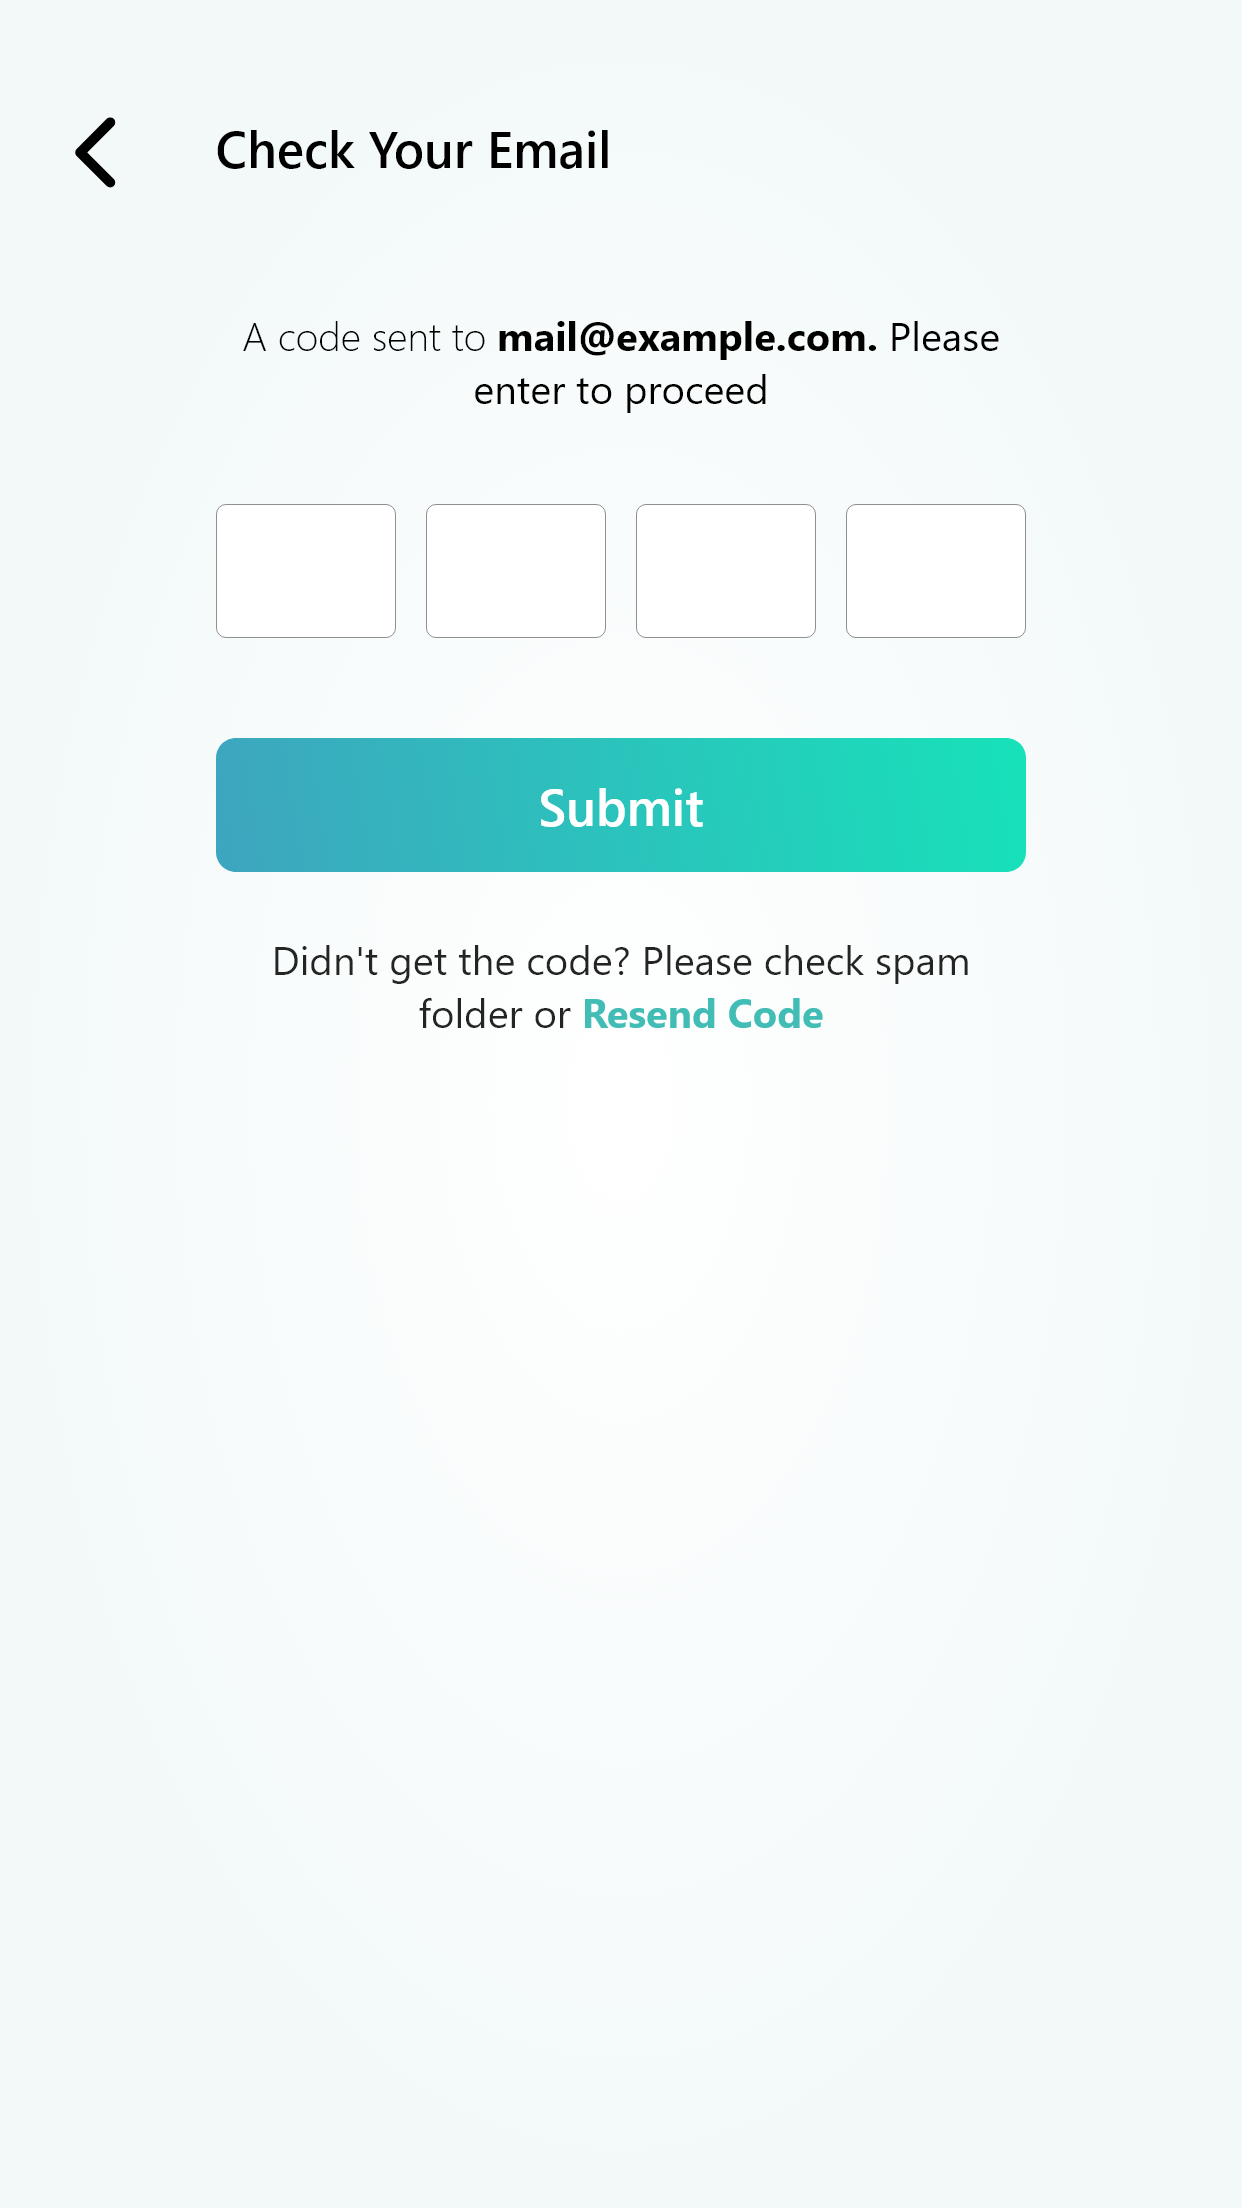 Check Your Email
A code sent to mail@example.com. Please
enter to proceed
Submit
Didn't get the code? Please check spam
folder or Resend Code